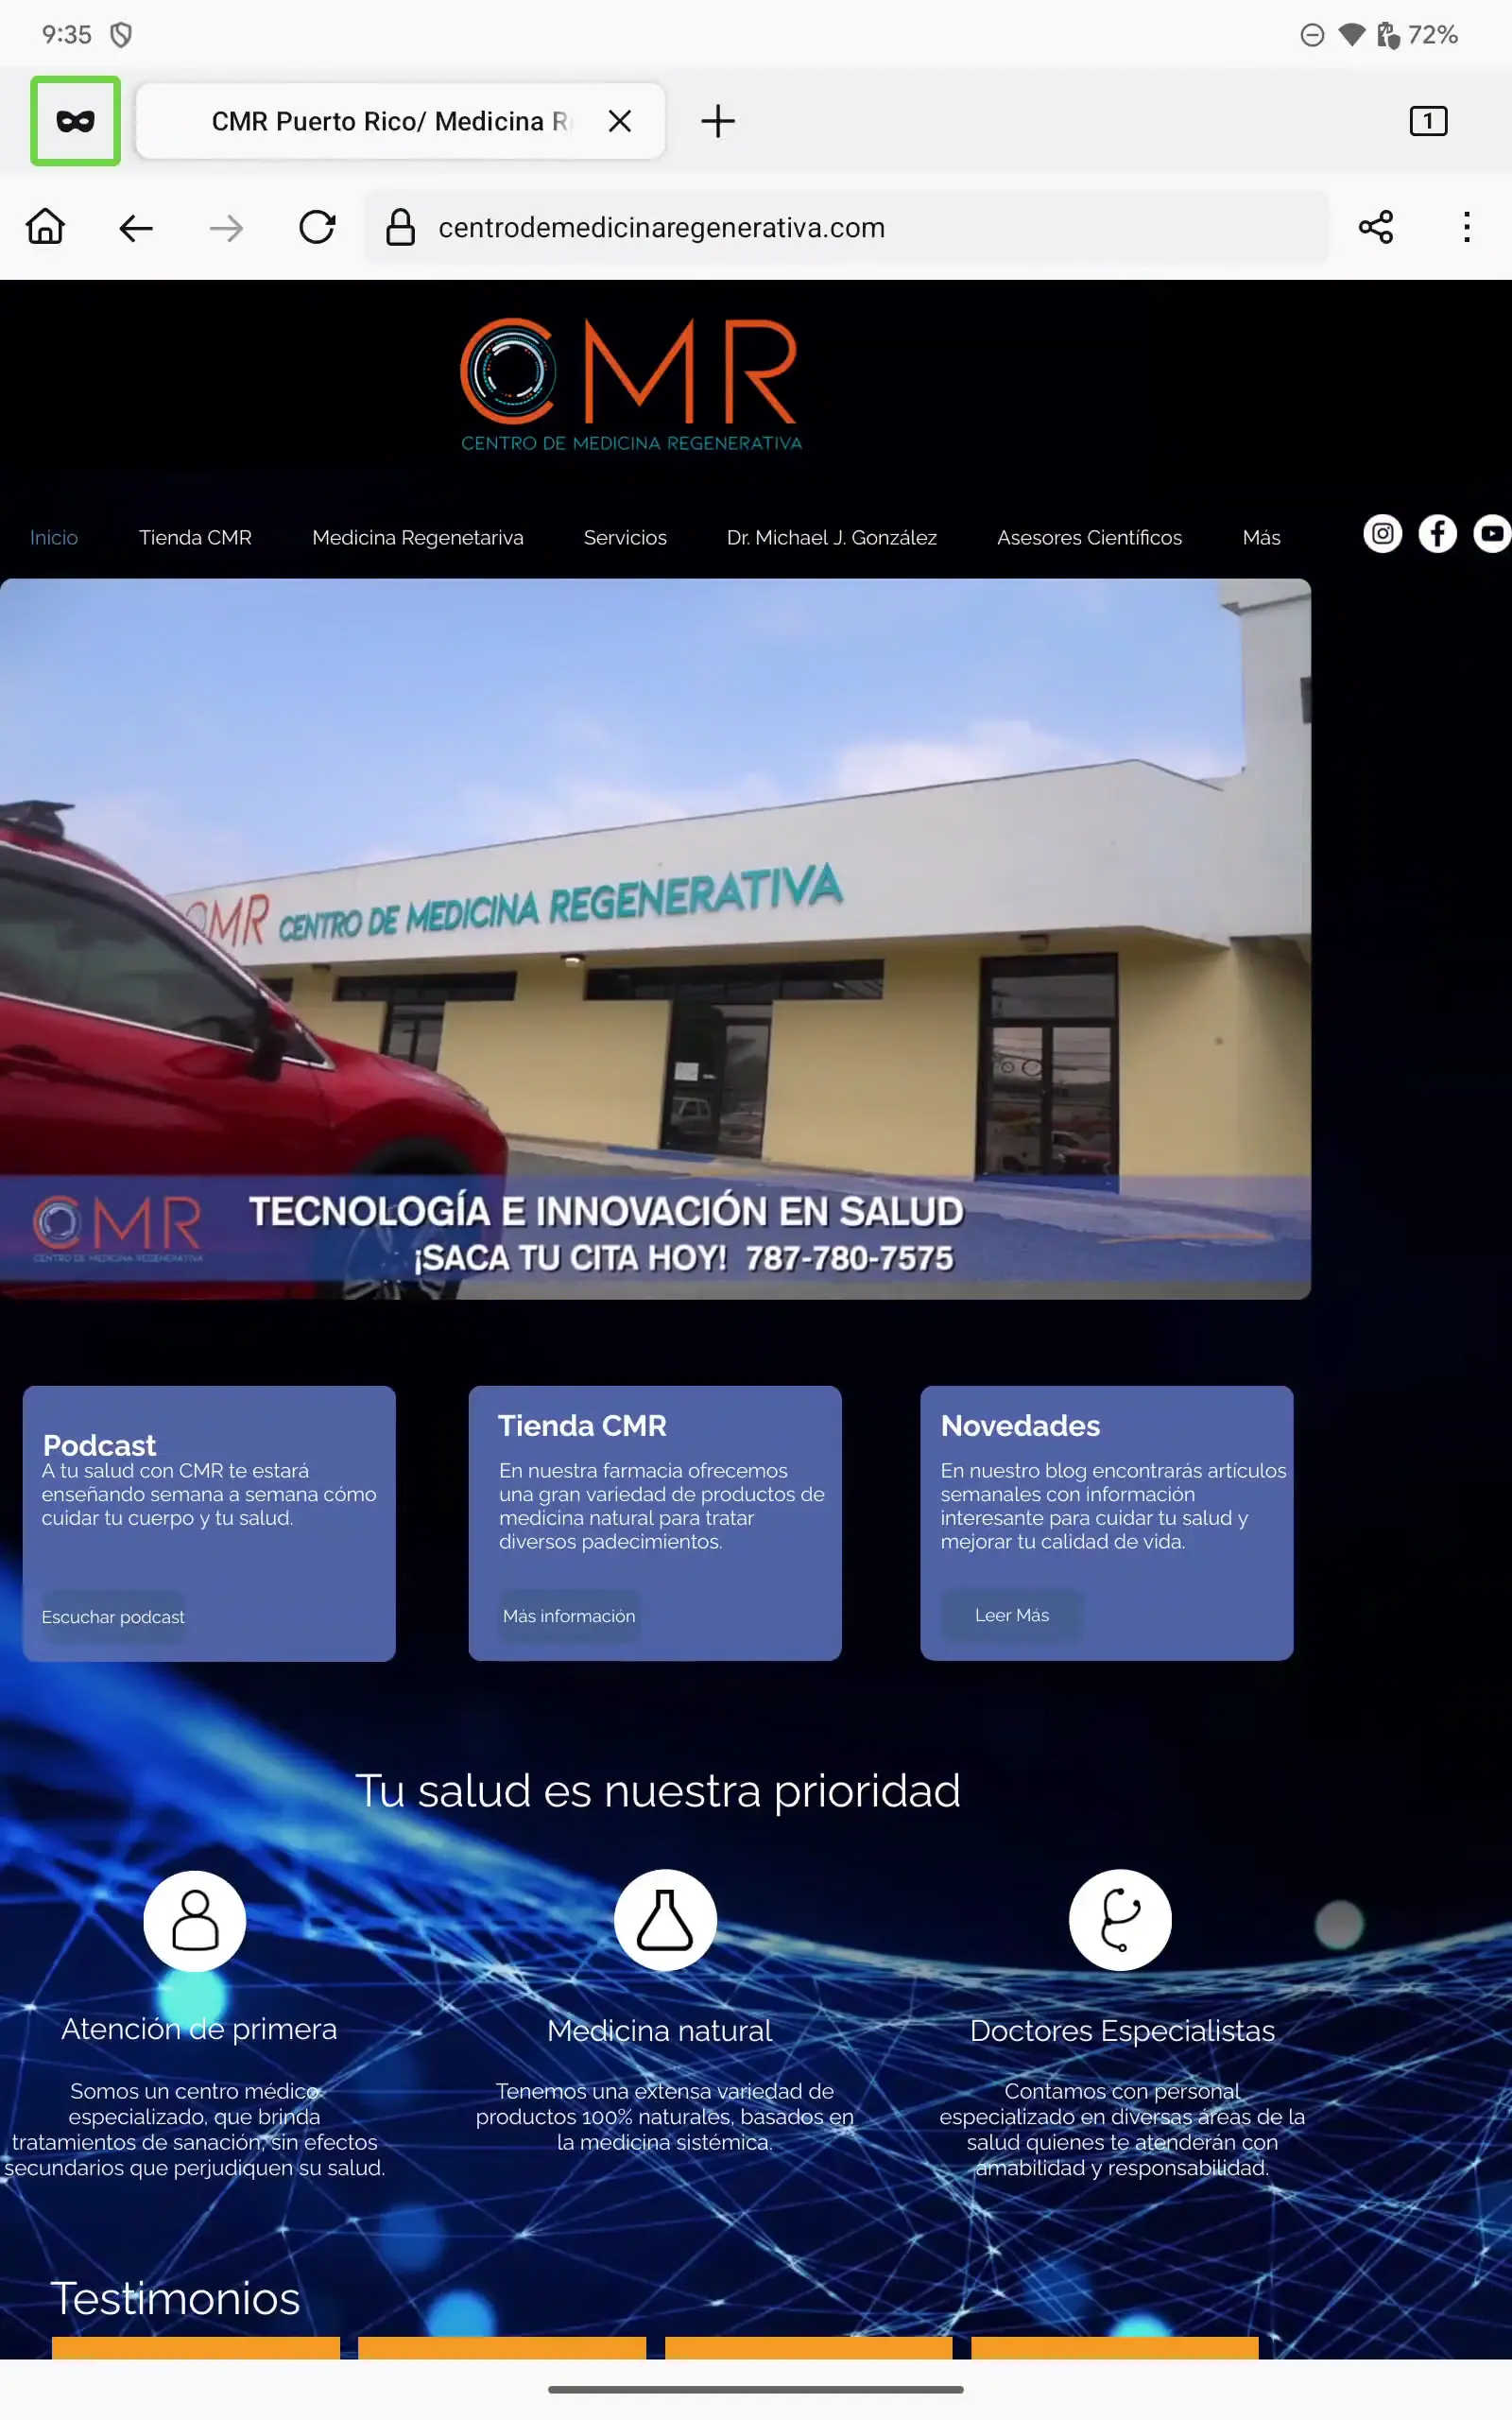 9:35
72%
CMR Puerto Rico/ Medicina R
1
centrodemedicinaregenerativa.com
CMR
CENTRO DE MEDICINA REGENERATIVA
Inicio
Tienda CMR
Medicina Regenetariva
Servicios
Dr. Michael J. González
Asesores Científicos
Más
CMR CENTRO DE MEDICINA REGENERATIVA
CMR
CENTRO DE MEDICINA REGENERATIVA
TECNOLOGÍA E INNOVACIÓN EN SALUD
¡SACA TU CITA HOY! 787-780-7575
Podcast
A tu salud con CMR te estará
enseñando semana a semana cómo
cuidar tu cuerpo y tu salud.
Escuchar podcast
Tienda CMR
En nuestra farmacia ofrecemos
una gran variedad de productos de
medicina natural para tratar
diversos padecimientos.
Más información
Novedades
En nuestro blog encontrarás artículos
semanales con información
interesante para cuidar tu salud y
mejorar tu calidad de vida.
Leer Más
Tu salud es nuestra prioridad
Atención de primera
Somos un centro médico
especializado, que brinda
tratamientos de sanación, sin efectos
secundarios que perjudiquen su salud.
Medicina natural
Tenemos una extensa variedad de
productos 100% naturales, basados en
la medicina sistémica.
Doctores Especialistas
Contamos con personal
especializado en diversas áreas de la
salud quienes te atenderán con
amabilidad y responsabilidad.
Testimonios